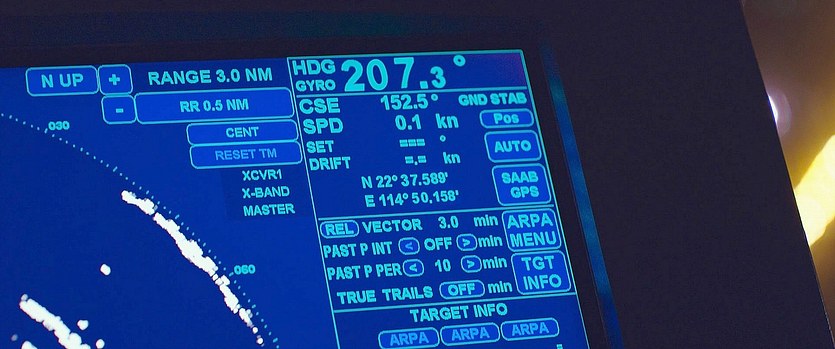 N UP + RANGE 3.0 NM
- RR 0.5 NM
CENT
RESET TM
XCVR1
X-BAND
MASTER
.030
.060
HDG
GYRO 207.3°
CSE 152.5° GND STAB
SPD 0.1 kn Pos
SET === ° AUTO
DRIFT =.= kn
N 22° 37.589' SAAB
E 114° 50.158' GPS
REL VECTOR 3.0 min ARPA
PAST P INT < OFF > min MENU
PAST P PER < 10 > min TGT
TRUE TRAILS OFF min INFO
TARGET INFO
ARPA ARPA ARPA